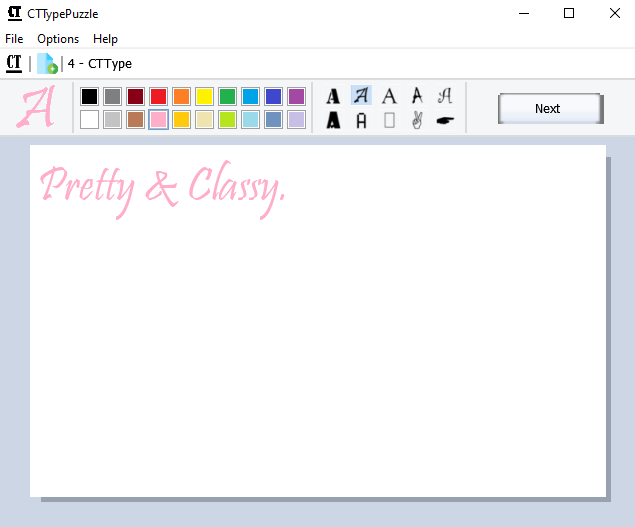 CT CTTypePuzzle
File Options Help
CT 4 - CTType
A A A A A A
A A Next
Pretty & Classy.